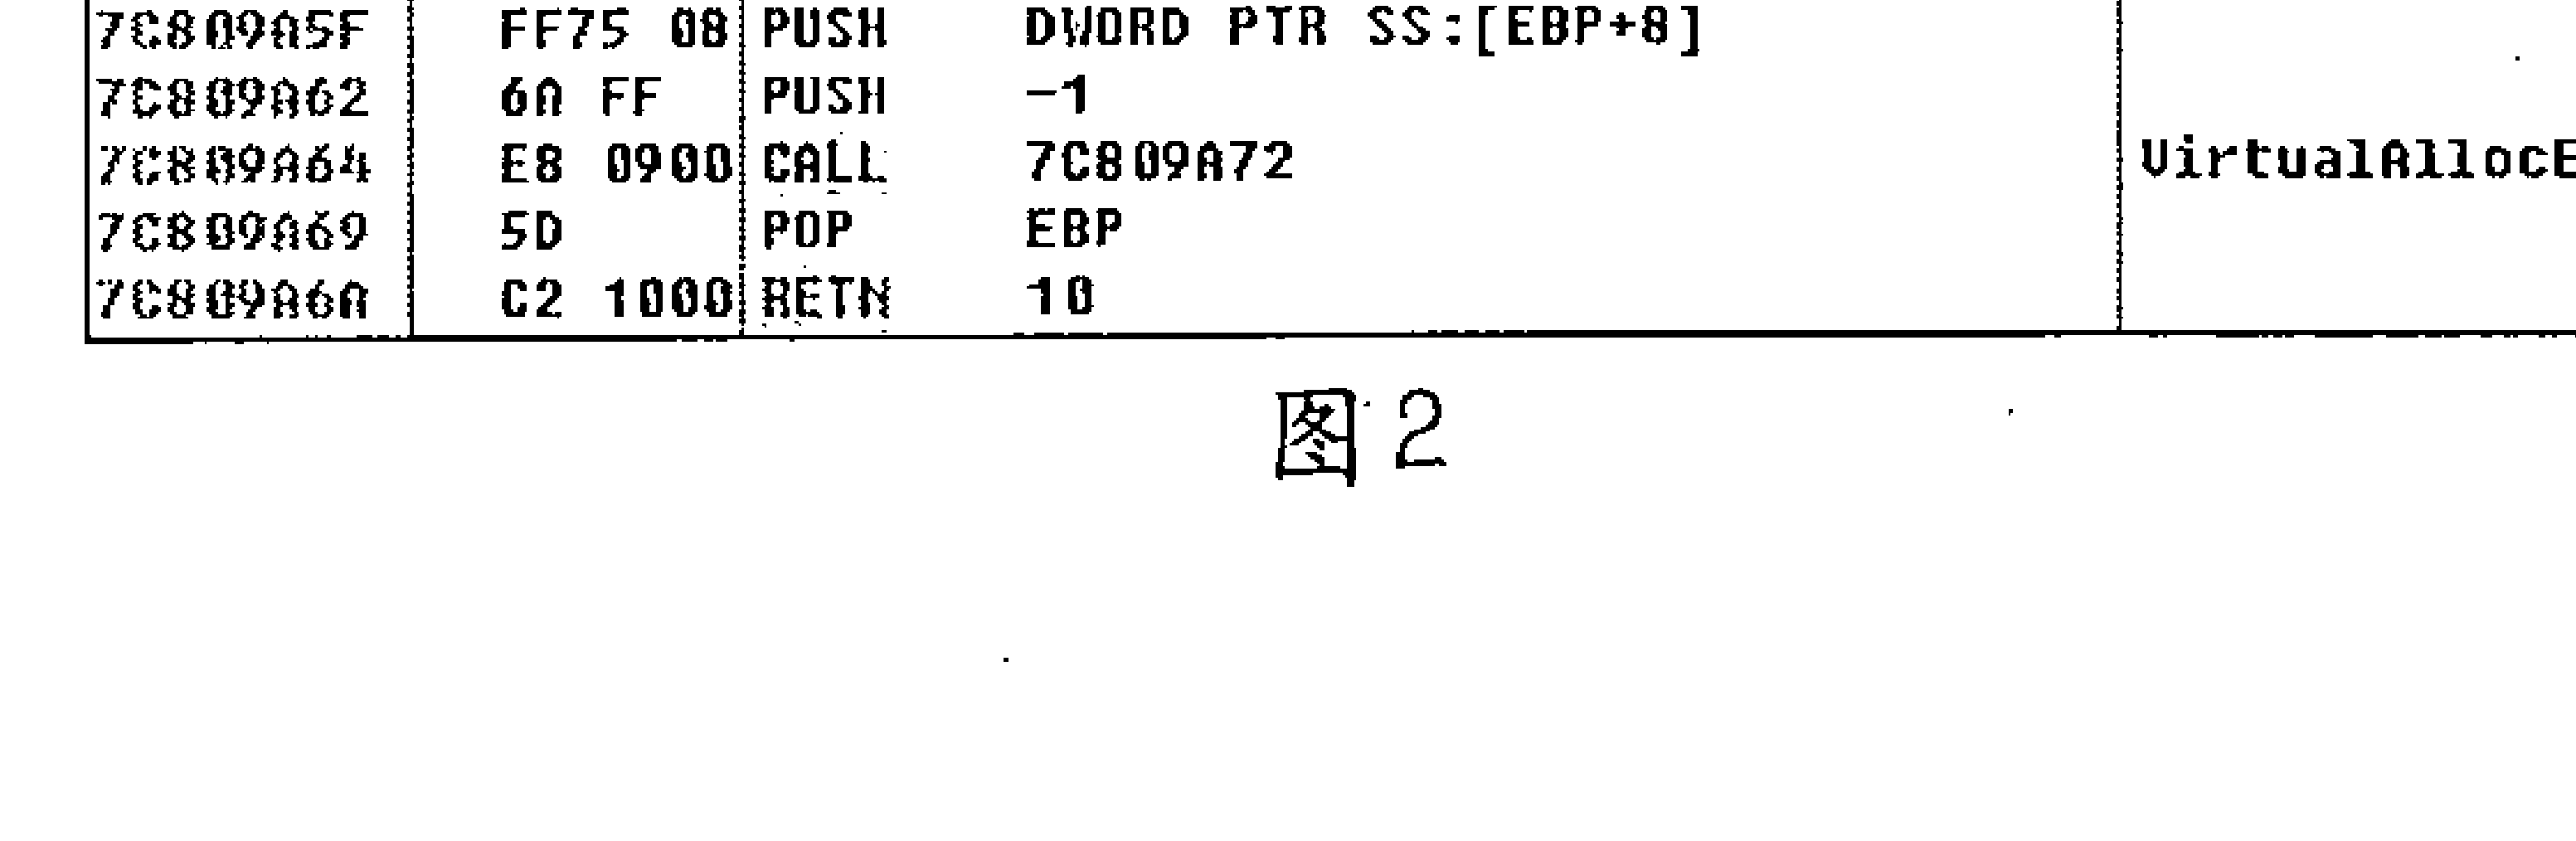 7C809A5F FF75 08 PUSH DWORD PTR SS:[EBP+8]
7C809A62 6A FF PUSH -1
7C809A64 E8 0900 CALL 7C809A72 VirtualAllocE
7C809A69 5D POP EBP
7C809A6A C2 1000 RETN 10
图2